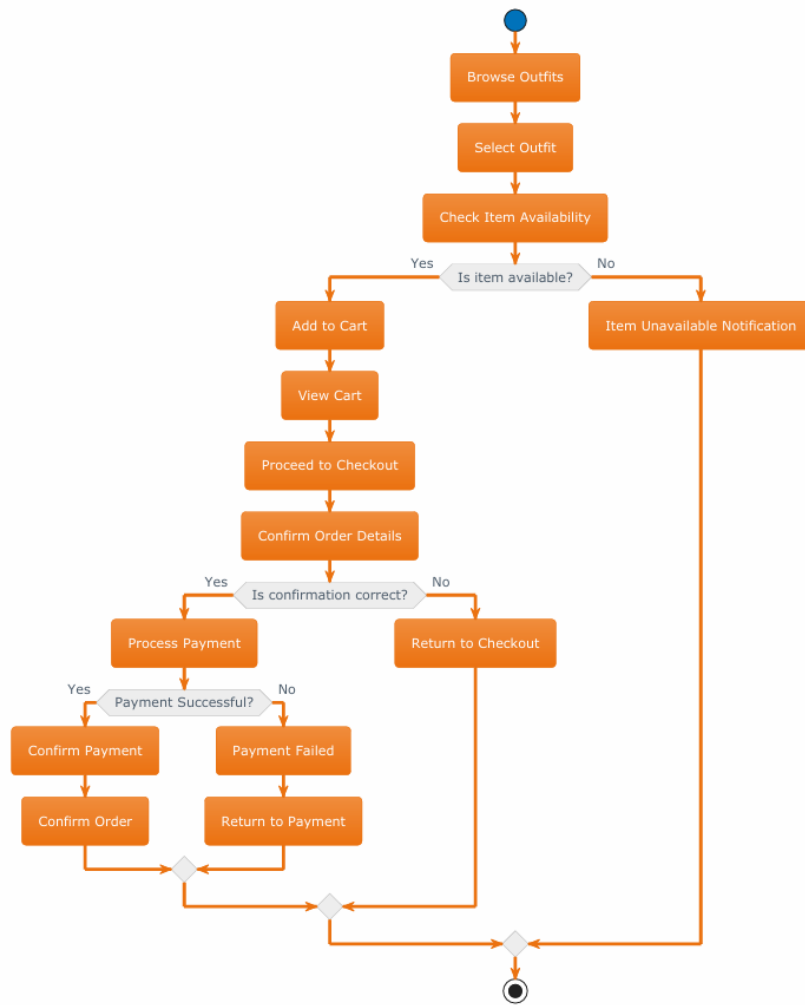 Browse Outfits
Select Outfit
Check Item Availability
Yes
Is item available?
No
Add to Cart
Item Unavailable Notification
View Cart
Proceed to Checkout
Confirm Order Details
Yes
Is confirmation correct?
No
Process Payment
Return to Checkout
Yes
Payment Successful?
No
Confirm Payment
Payment Failed
Confirm Order
Return to Payment